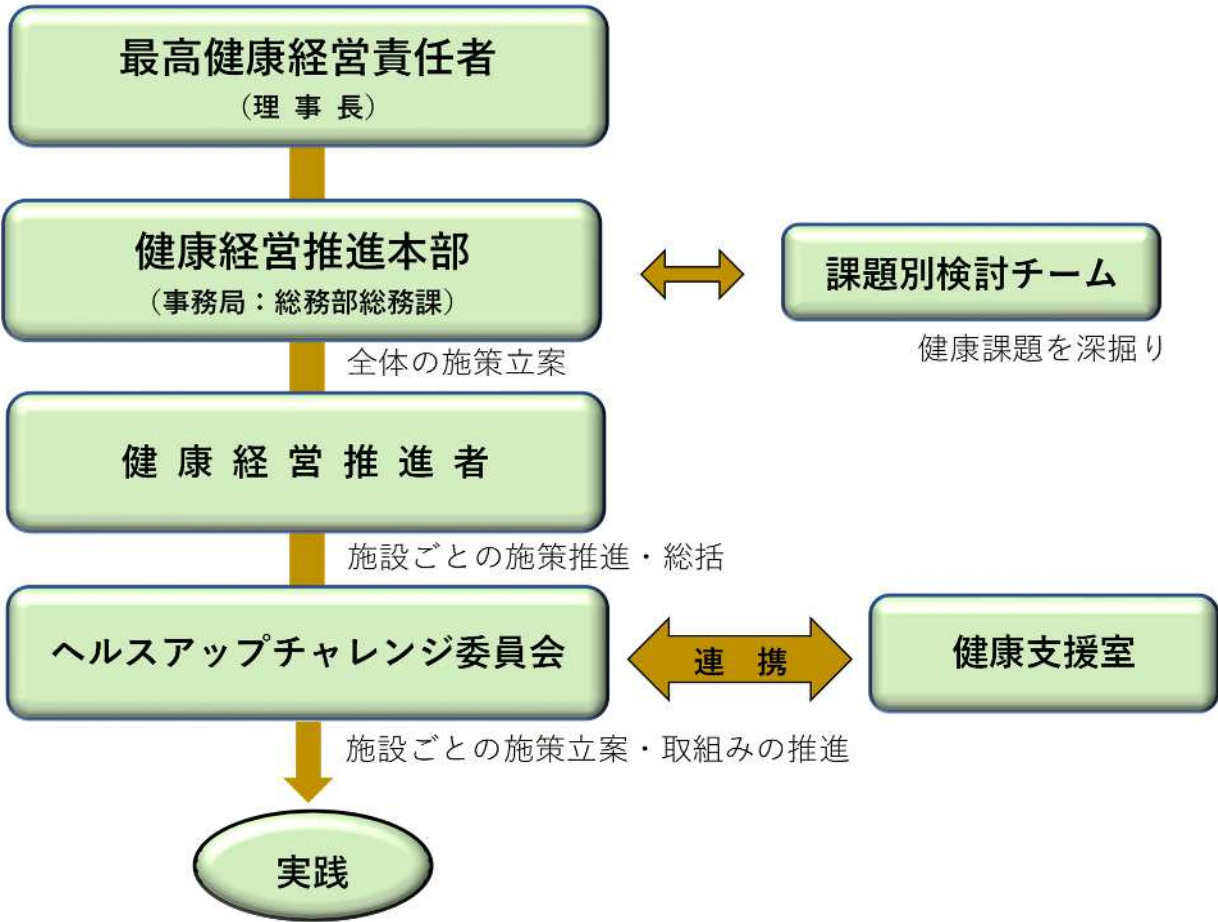 最高健康経営責任者
(理 事 長)
健康経営推進本部
(事務局:総務部総務課)
課題別検討チーム
全体の施策立案
健康課題を深掘り
健 康 経 営 推 進 者
施設ごとの施策推進・総括
ヘルスアップチャレンジ委員会
連 携
健康支援室
施設ごとの施策立案・取組みの推進
実践